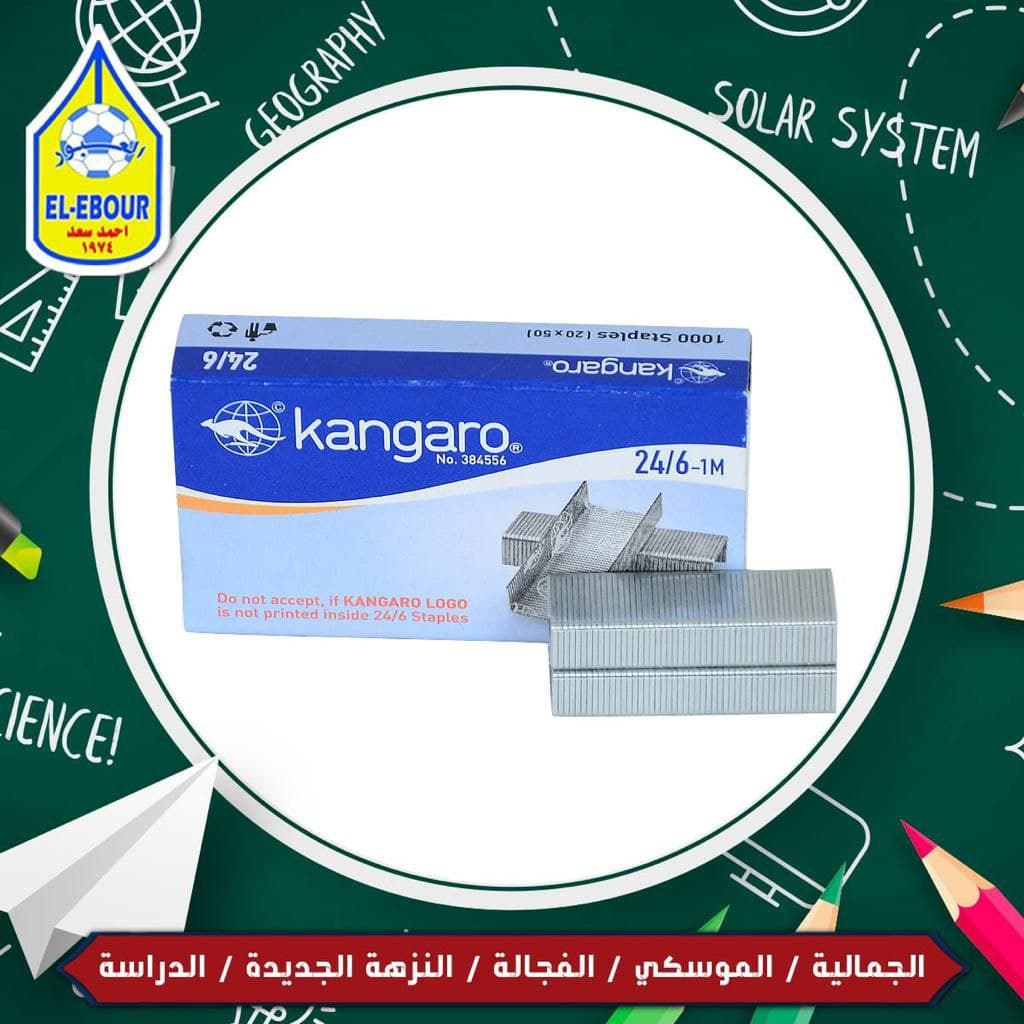 GEOGRAPHY
SOLAR SYSTEM
العبور
EL-EBOUR
احمد سعد
١٩٧٤
1000 Staples (20x50)
24/6
kangaro®
©
kangaro®
No. 384556
24/6-1M
Do not accept, if KANGARO LOGO
is not printed inside 24/6 Staples
CIENCE!
الجمالية / الموسكي / الفجالة / النزهة الجديدة / الدراسة